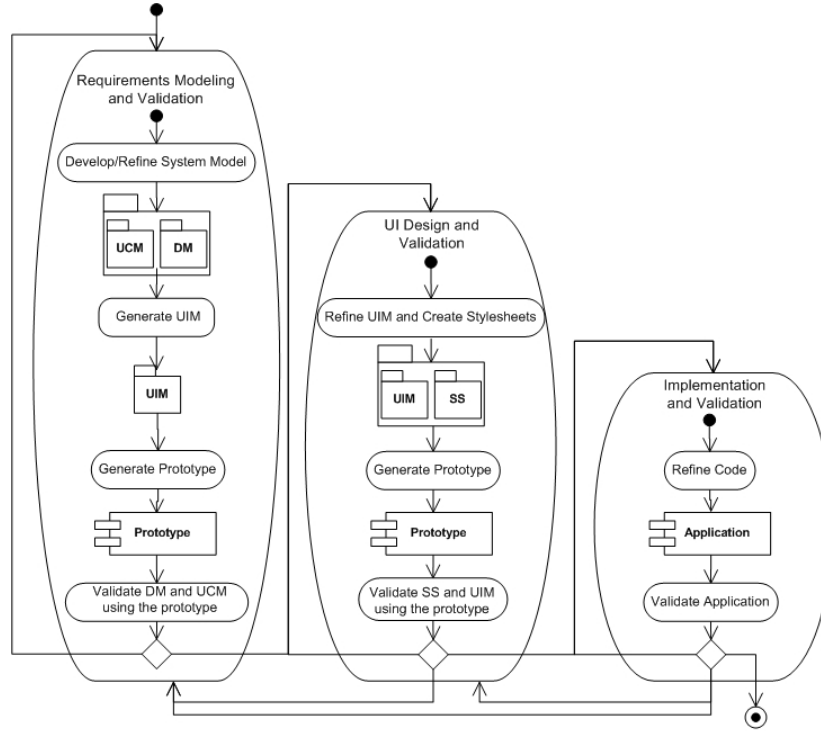 Requirements Modeling
and Validation
Develop/Refine System Model
UCM
DM
Generate UIM
UIM
Generate Prototype
Prototype
Validate DM and UCM
using the prototype
UI Design and
Validation
Refine UIM and Create Stylesheets
UIM
SS
Generate Prototype
Prototype
Validate SS and UIM
using the prototype
Implementation
and Validation
Refine Code
Application
Validate Application